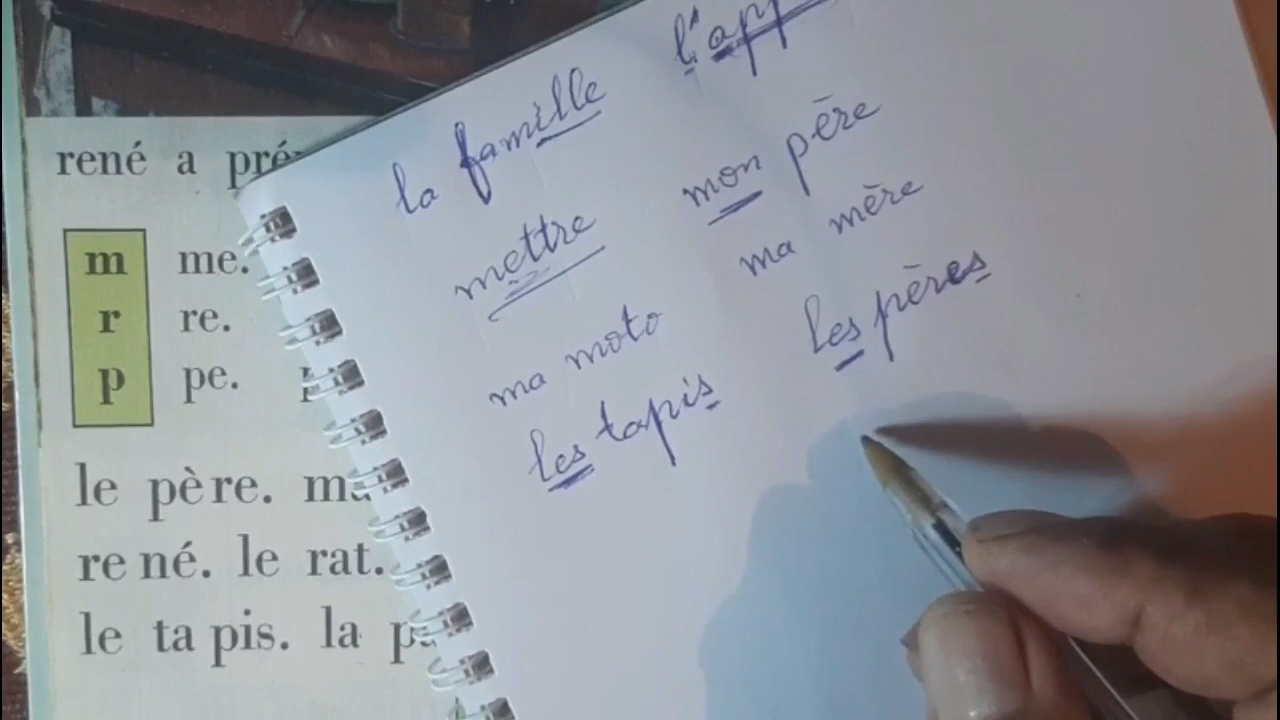 rené a
m me.
r re.
p pe.
le père.
re né. le rat.
le ta pis. la
la famille
mettre
ma moto
les tapis
mon père
ma mère
les pères